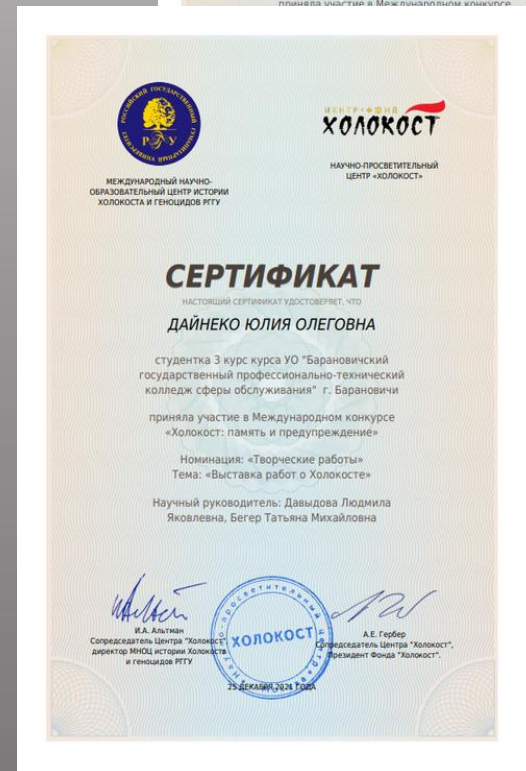 приняла участие в Международном конкурсе
РОССИЙСКИЙ ГОСУДАРСТВЕННЫЙ ГУМАНИТАРНЫЙ УНИВЕРСИТЕТ
МЕЖДУНАРОДНЫЙ НАУЧНО-
ОБРАЗОВАТЕЛЬНЫЙ ЦЕНТР ИСТОРИИ
ХОЛОКОСТА И ГЕНОЦИДОВ РГГУ
ЦЕНТР•ФОНД
ХОЛОКОСТ
НАУЧНО-ПРОСВЕТИТЕЛЬНЫЙ
ЦЕНТР «ХОЛОКОСТ»
СЕРТИФИКАТ
НАСТОЯЩИЙ СЕРТИФИКАТ УДОСТОВЕРЯЕТ, ЧТО
ДАЙНЕКО ЮЛИЯ ОЛЕГОВНА
студентка 3 курс курса УО "Барановичский
государственный профессионально-технический
колледж сферы обслуживания" г. Барановичи
приняла участие в Международном конкурсе
«Холокост: память и предупреждение»
Номинация: «Творческие работы»
Тема: «Выставка работ о Холокосте»
Научный руководитель: Давыдова Людмила
Яковлевна, Бегер Татьяна Михайловна
И.А. Альтман
Сопредседатель Центра "Холокост",
директор МНОЦ истории Холокоста
и геноцидов РГГУ
ХОЛОКОСТ
А.Е. Гербер
Сопредседатель Центра "Холокост",
Президент Фонда "Холокост".
25 ДЕКАБРЯ 2021 ГОДА